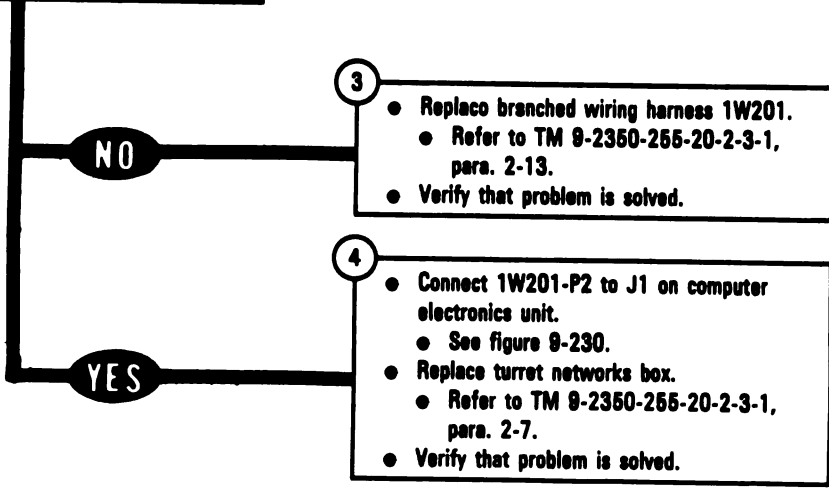 3
● Replaco branched wiring harness 1W201.
● Refer to TM 9-2350-255-20-2-3-1,
para. 2-13.
● Verify that problem is solved.
NO
4
● Connect 1W201-P2 to J1 on computer
electronics unit.
● See figure 9-230.
● Replace turret networks box.
● Refer to TM 9-2350-255-20-2-3-1,
para. 2-7.
● Verify that problem is solved.
YES